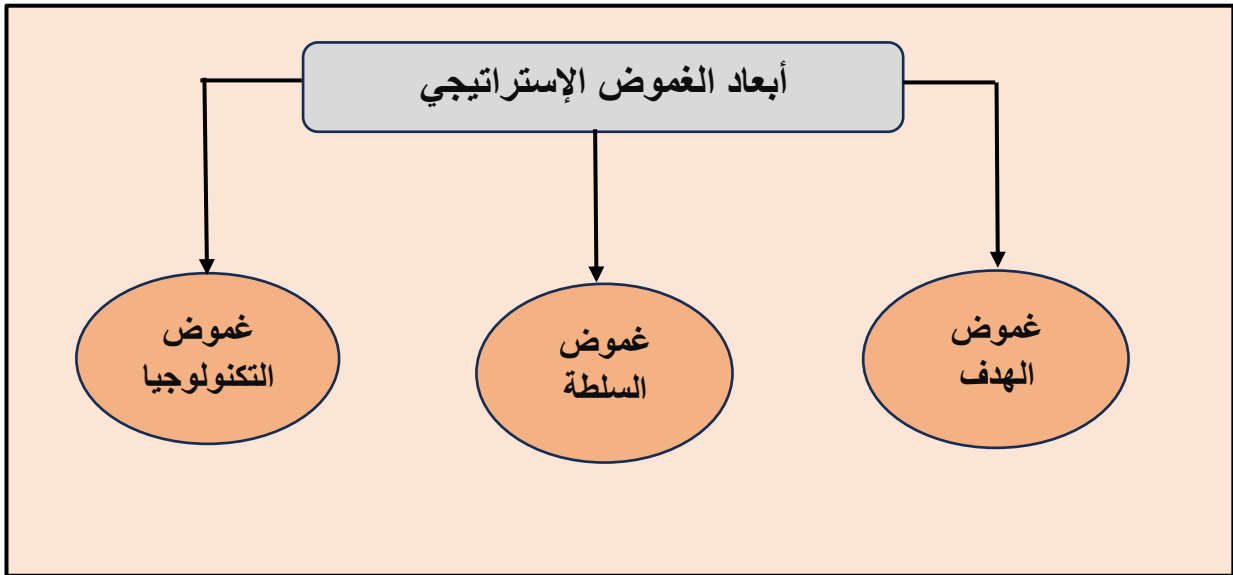 أبعاد الغموض الإستراتيجي
غموض
الهدف
غموض
السلطة
غموض
التكنولوجيا